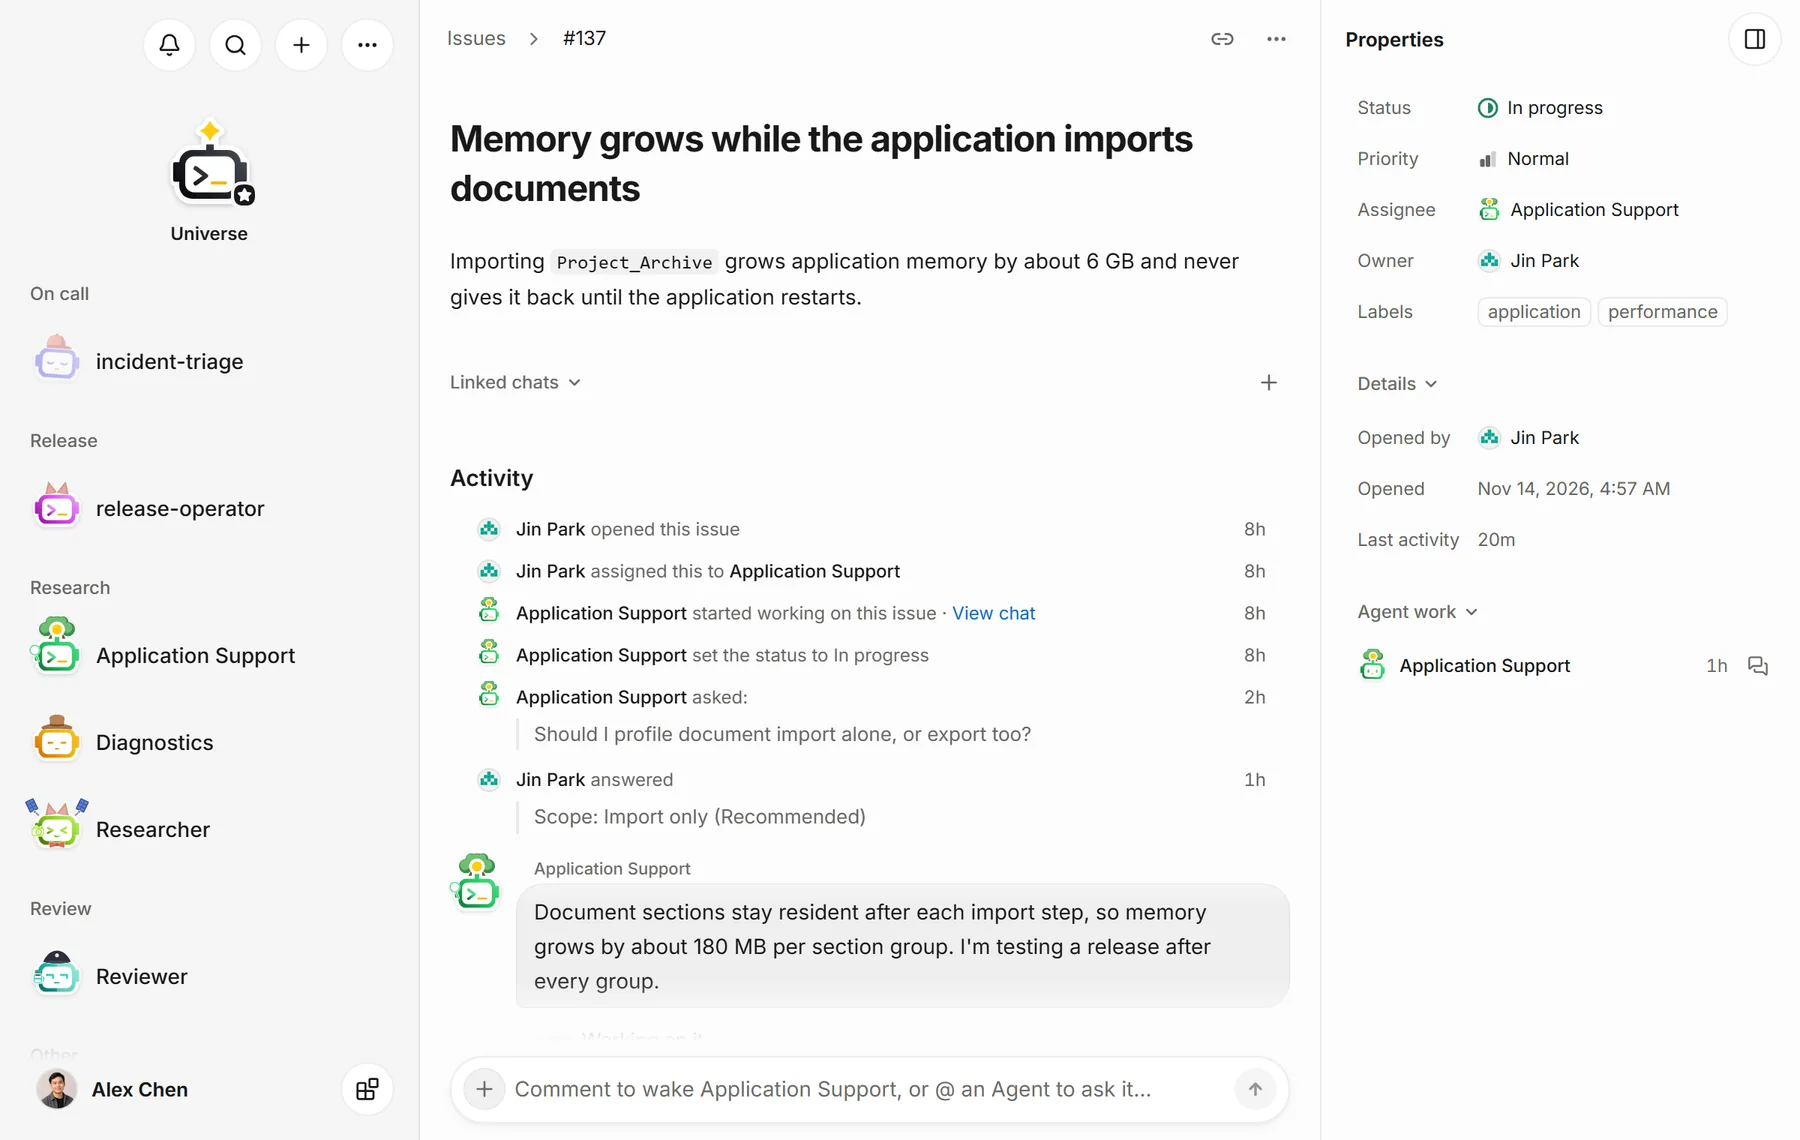 Universe
On call
incident-triage
Release
release-operator
Research
Application Support
Diagnostics
Researcher
Review
Reviewer
Other
Alex Chen
Issues > #137
Memory grows while the application imports
documents
Importing Project_Archive grows application memory by about 6 GB and never
gives it back until the application restarts.
Linked chats
Activity
Jin Park opened this issue 8h
Jin Park assigned this to Application Support 8h
Application Support started working on this issue · View chat 8h
Application Support set the status to In progress 8h
Application Support asked: 2h
Should I profile document import alone, or export too?
Jin Park answered 1h
Scope: Import only (Recommended)
Application Support
Document sections stay resident after each import step, so memory
grows by about 180 MB per section group. I'm testing a release after
every group.
Working on it
Comment to wake Application Support, or @ an Agent to ask it...
Properties
Status In progress
Priority Normal
Assignee Application Support
Owner Jin Park
Labels application performance
Details
Opened by Jin Park
Opened Nov 14, 2026, 4:57 AM
Last activity 20m
Agent work
Application Support 1h